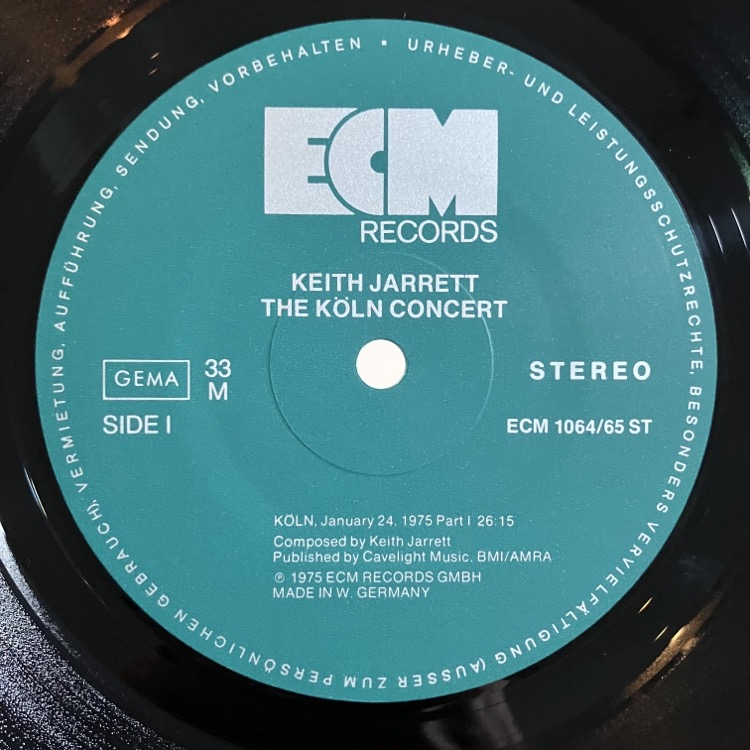 URHEBER- UND LEISTUNGSSCHUTZRECHTE, BESONDERS VERVIELFÄLTIGUNG (AUSSER ZUM PERSÖNLICHEN GEBRAUCH), VERMIETUNG, AUFFÜHRUNG, SENDUNG, VORBEHALTEN •
ECM
RECORDS
KEITH JARRETT
THE KÖLN CONCERT
GEMA 33 STEREO
M
SIDE I ECM 1064/65 ST
KÖLN, January 24, 1975 Part I 26:15
Composed by Keith Jarrett
Published by Cavelight Music, BMI/AMRA
℗ 1975 ECM RECORDS GMBH
MADE IN W. GERMANY